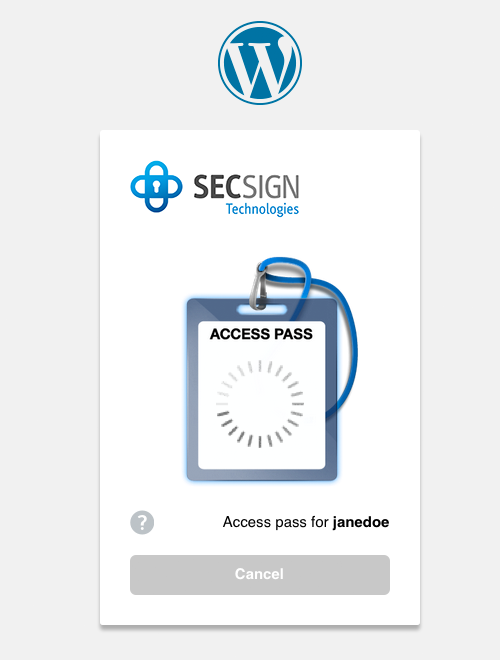 SECSIGN
Technologies
ACCESS PASS
?
Access pass for janedoe
Cancel